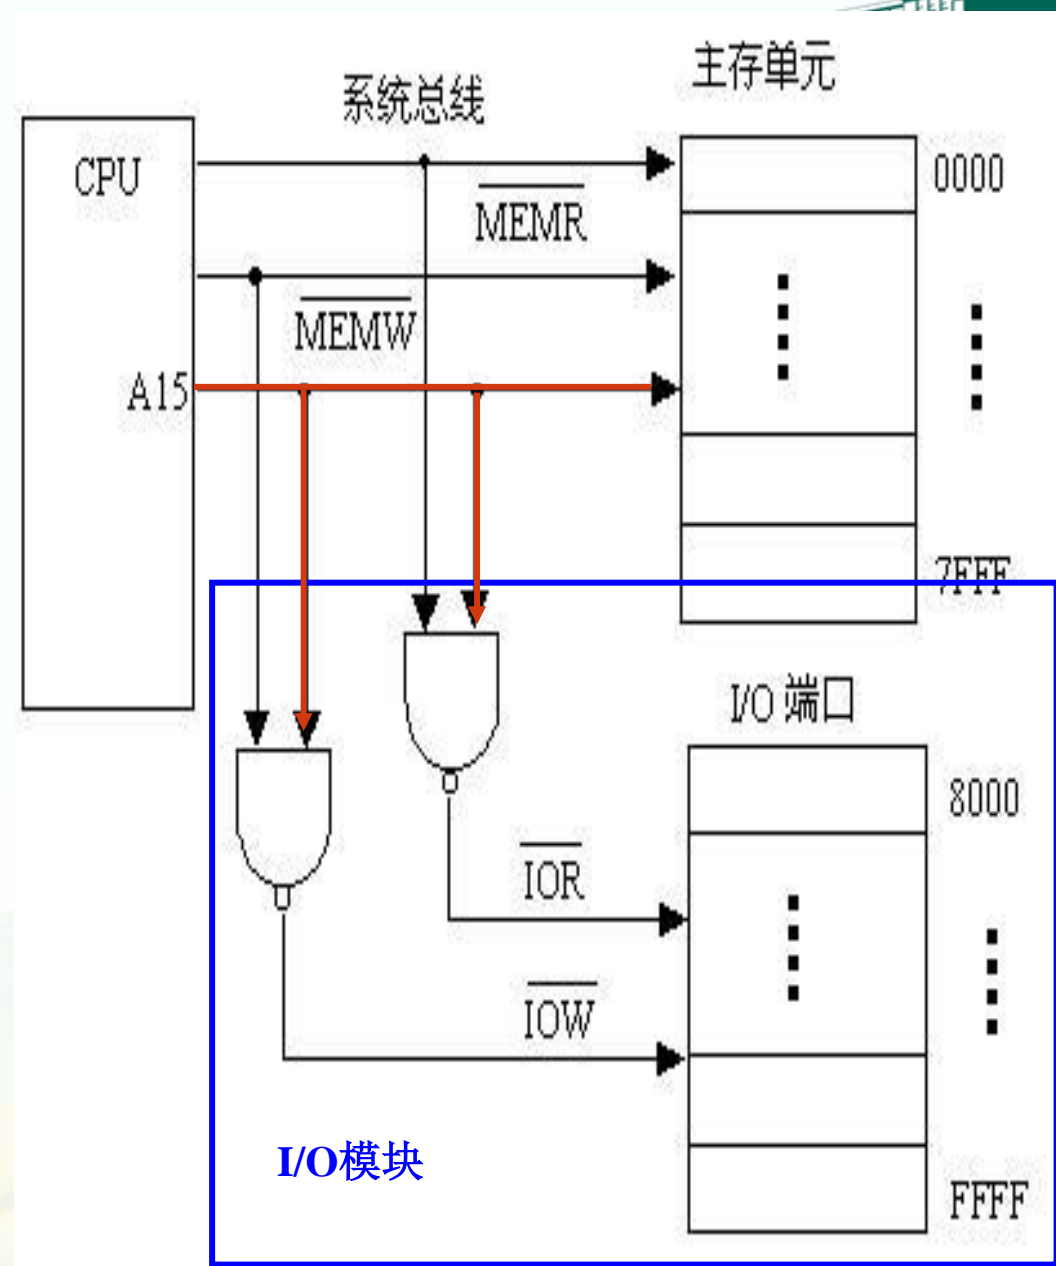 主存单元
系统总线
CPU
0000
MEMR
MEMW
A15
7FFF
I/O 端口
8000
IOR
IOW
I/O模块
FFFF